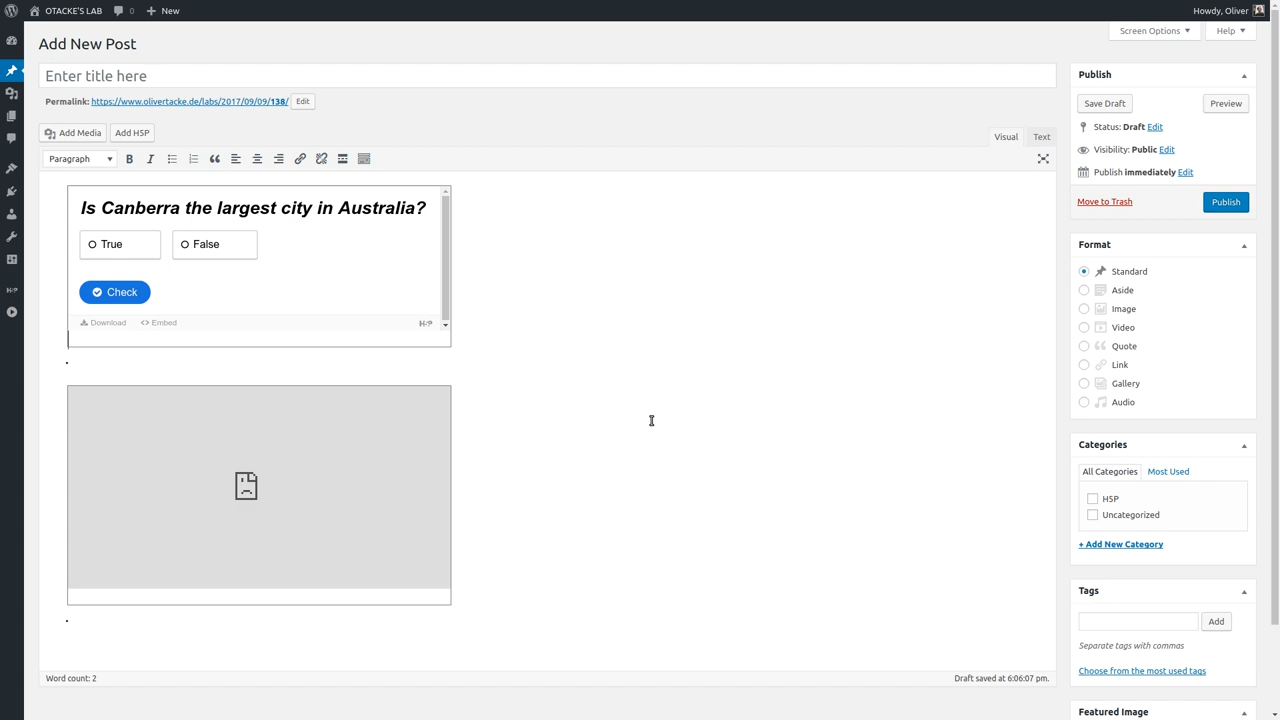 OTACKE'S LAB 0 New Howdy, Oliver
Screen Options Help
Add New Post
Enter title here
Permalink: https://www.olivertacke.de/labs/2017/09/09/138/ Edit
Add Media Add H5P Visual Text
Paragraph
Is Canberra the largest city in Australia?
True False
Check
Download <> Embed H5P
.
.
Word count: 2 Draft saved at 6:06:07 pm.
Publish
Save Draft Preview
Status: Draft Edit
Visibility: Public Edit
Publish immediately Edit
Move to Trash Publish
Format
Standard
Aside
Image
Video
Quote
Link
Gallery
Audio
Categories
All Categories Most Used
H5P
Uncategorized
+ Add New Category
Tags
Add
Separate tags with commas
Choose from the most used tags
Featured Image